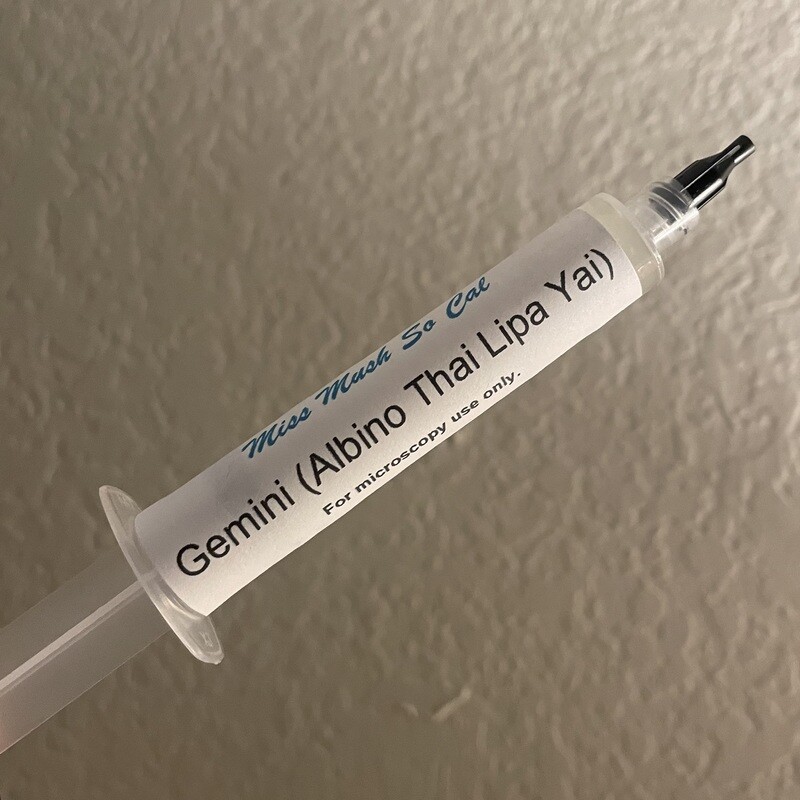 Miss Mush So Cal
Gemini (Albino Thai Lipa Yai)
For microscopy use only.